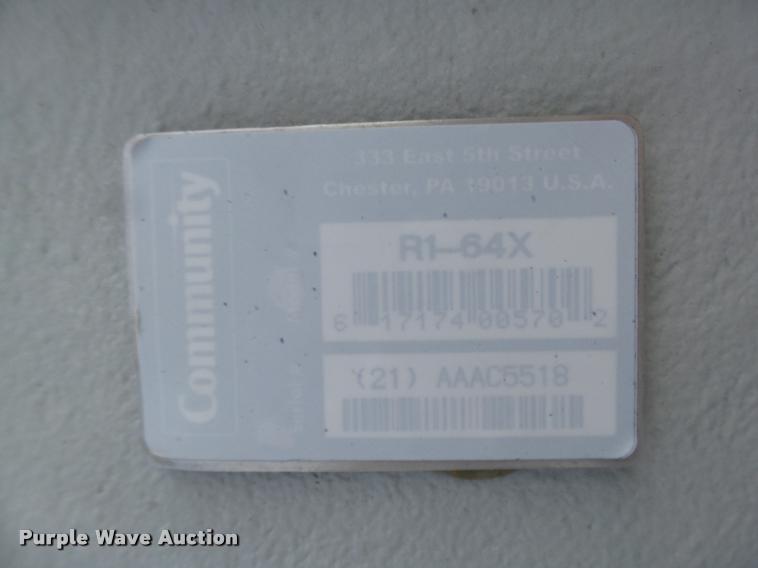 Community
333 East 5th Street
Chester, PA 19013 U.S.A.
R1-64X
6 17174 00570 2
(21) AAAC5518
Purple Wave Auction